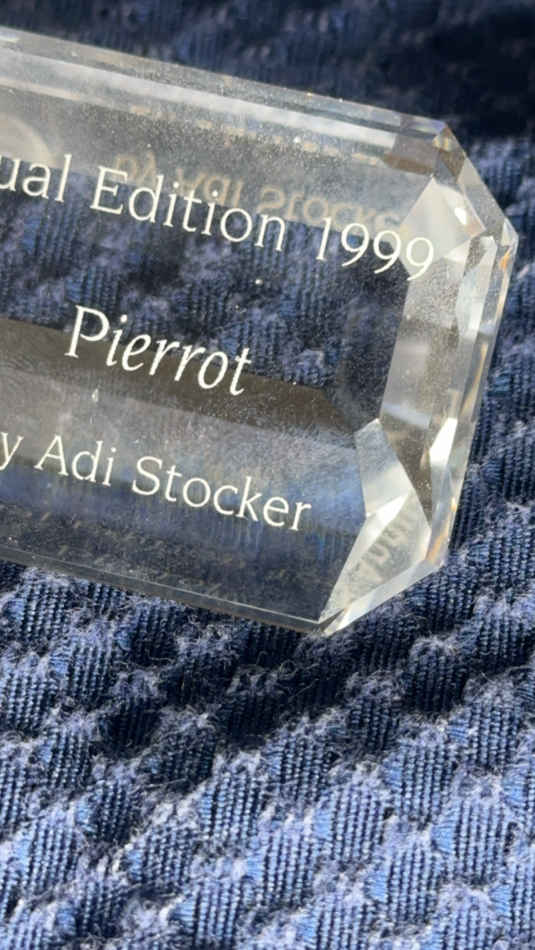 ual Edition 1999
Pierrot
y Adi Stocker